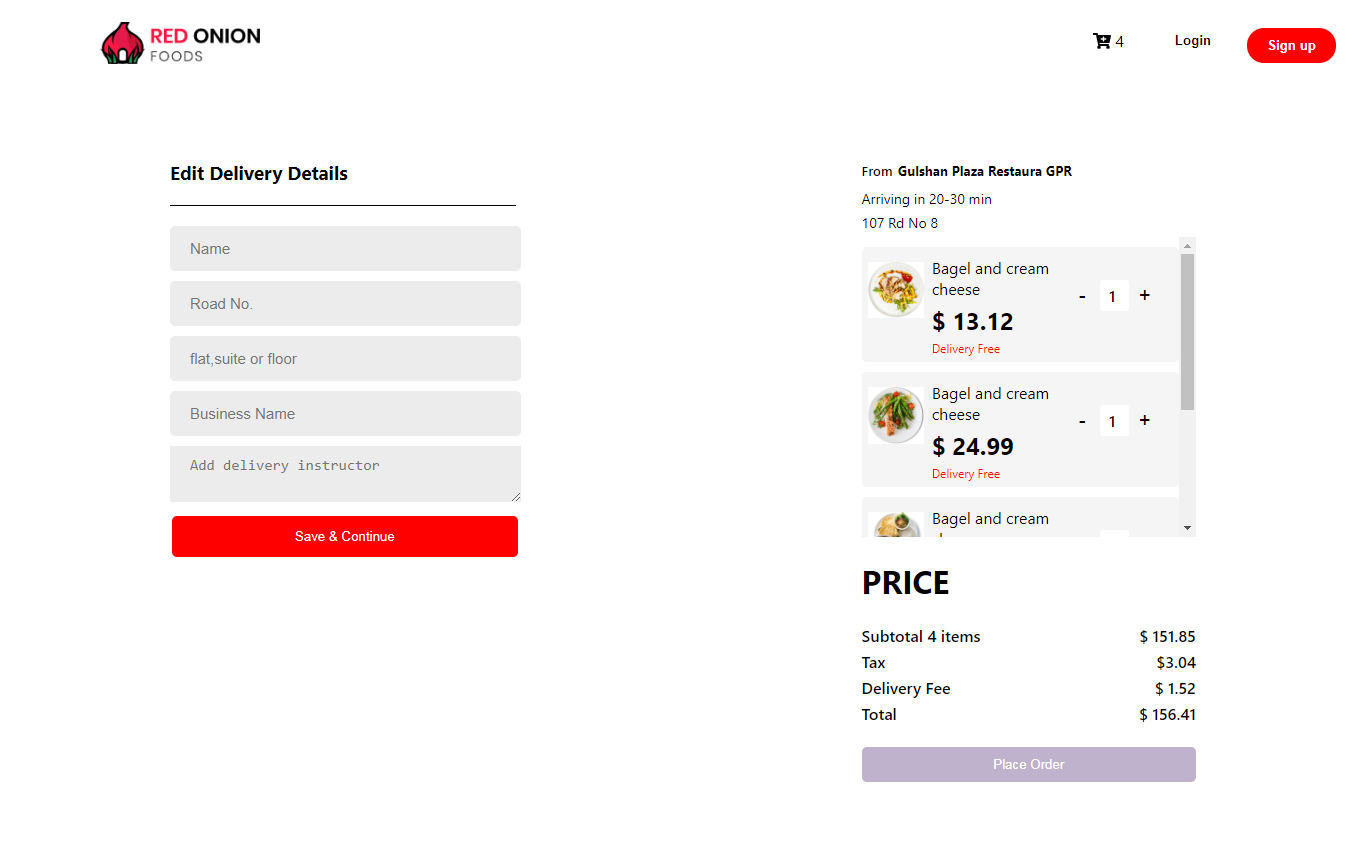 RED ONION
FOODS
4
Login
Sign up
Edit Delivery Details
Name
Road No.
flat,suite or floor
Business Name
Add delivery instructor
Save & Continue
From Gulshan Plaza Restaura GPR
Arriving in 20-30 min
107 Rd No 8
Bagel and cream
cheese
$ 13.12
Delivery Free
- 1 +
Bagel and cream
cheese
$ 24.99
Delivery Free
- 1 +
Bagel and cream
PRICE
Subtotal 4 items $ 151.85
Tax $3.04
Delivery Fee $ 1.52
Total $ 156.41
Place Order